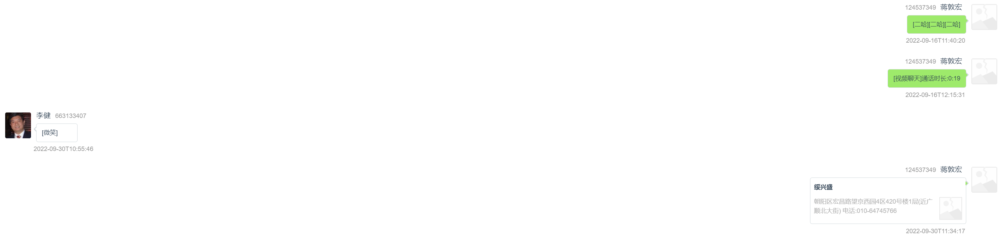 124537349 蒋敦宏
[二哈][二哈][二哈]
2022-09-16T11:40:20
124537349 蒋敦宏
[视频聊天]通话时长:0:19
2022-09-16T12:15:31
李健 663133407
[微笑]
2022-09-30T10:55:46
124537349 蒋敦宏
绥兴盛
朝阳区宏昌路望京西园4区420号楼1层(近广
顺北大街) 电话:010-64745766
2022-09-30T11:34:17